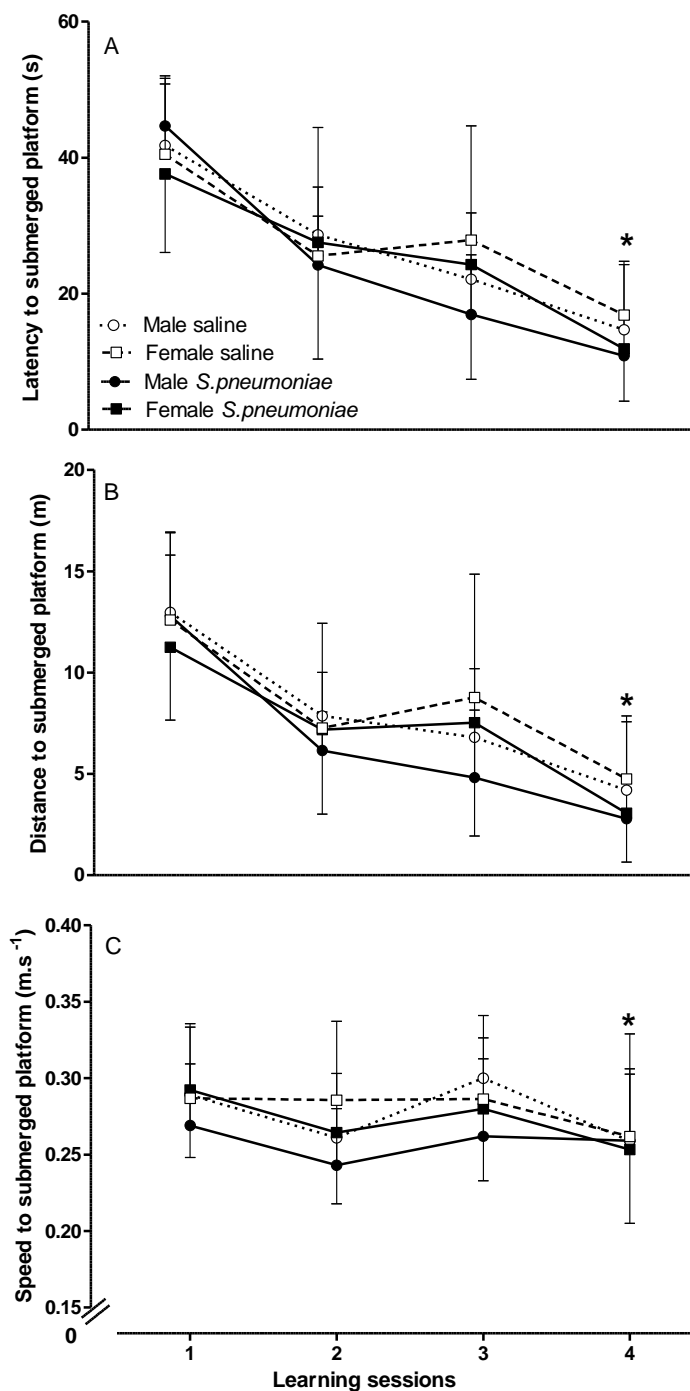 A
Latency to submerged platform (s)
60
40
20
0
*
Male saline
Female saline
Male S.pneumoniae
Female S.pneumoniae
B
Distance to submerged platform (m)
20
15
10
5
0
*
C
Speed to submerged platform (m.s -1)
0.40
0.35
0.30
0.25
0.20
0.15
0
*
1 2 3 4
Learning sessions